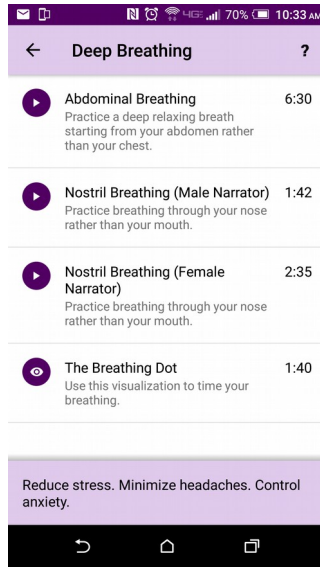 4G 70% 10:33 AM
Deep Breathing ?
Abdominal Breathing 6:30
Practice a deep relaxing breath
starting from your abdomen rather
than your chest.
Nostril Breathing (Male Narrator) 1:42
Practice breathing through your nose
rather than your mouth.
Nostril Breathing (Female 2:35
Narrator)
Practice breathing through your nose
rather than your mouth.
The Breathing Dot 1:40
Use this visualization to time your
breathing.
Reduce stress. Minimize headaches. Control
anxiety.